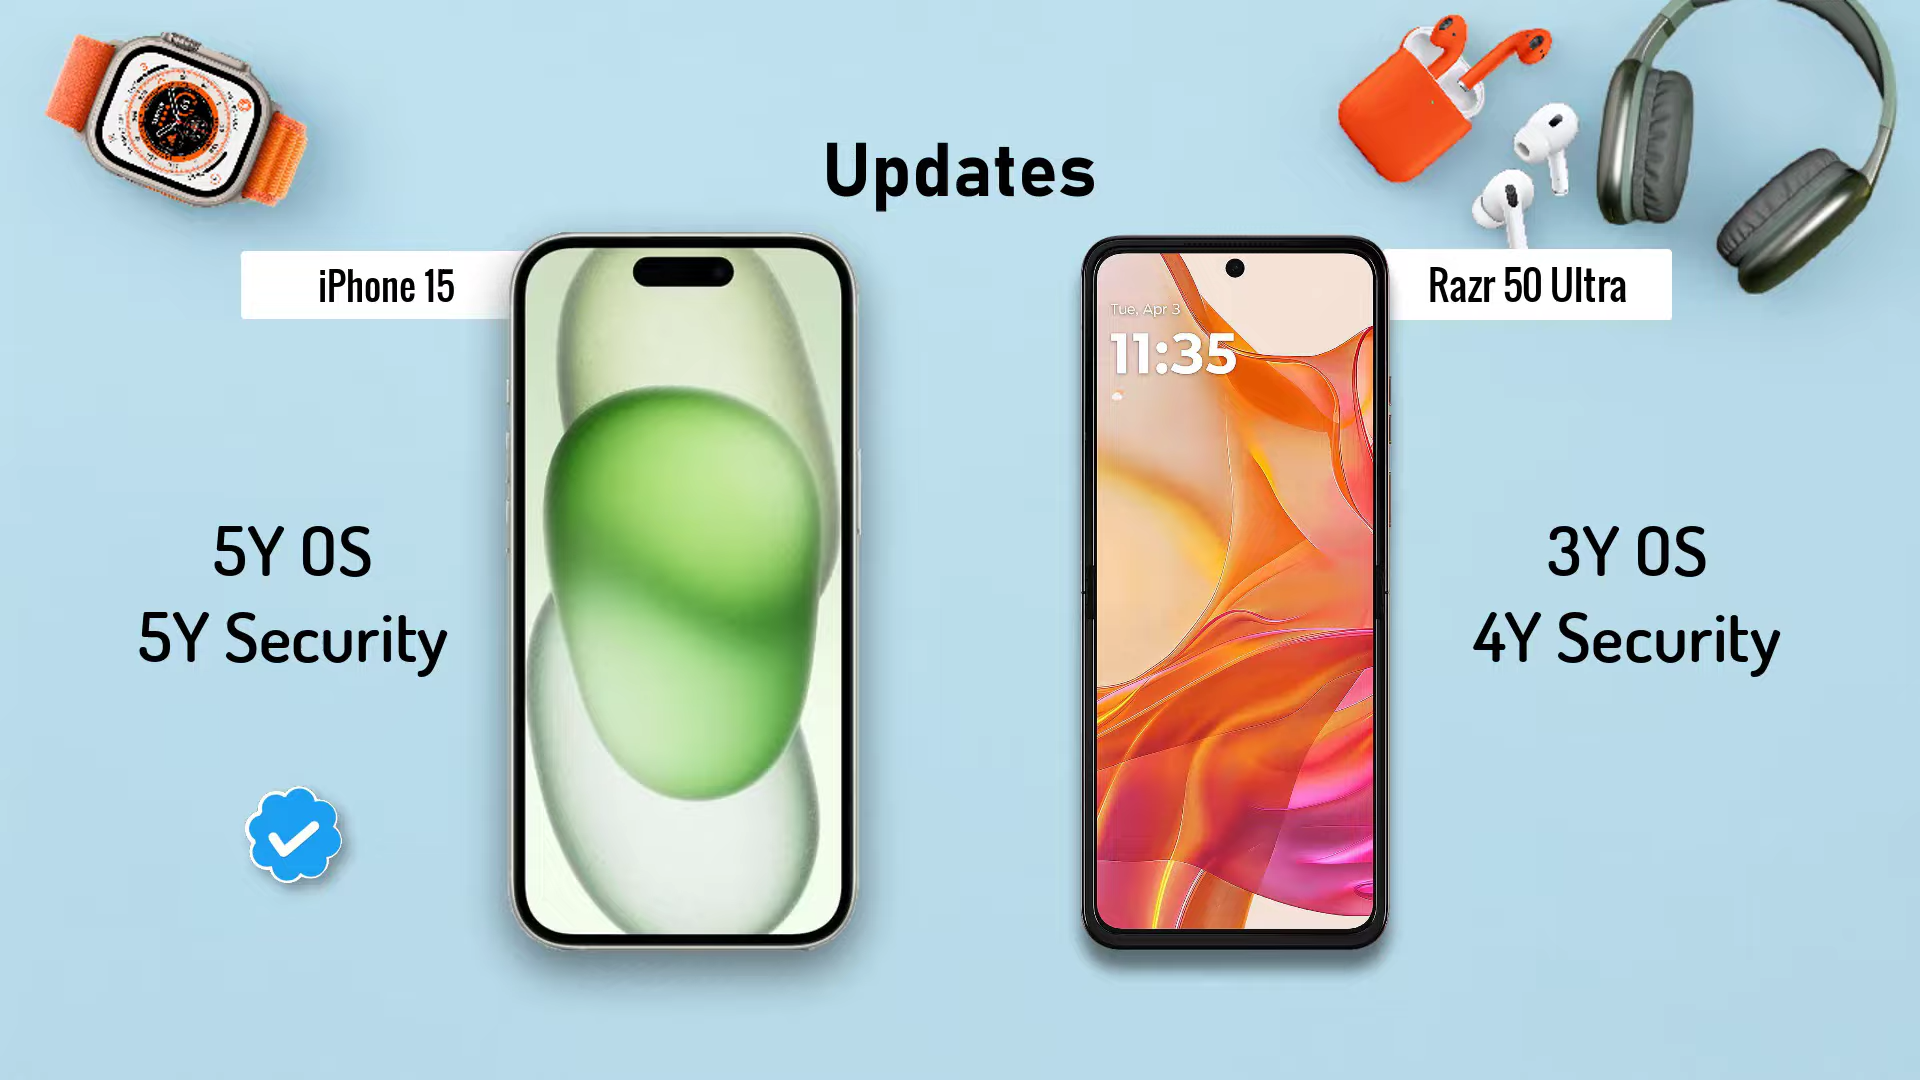 Updates
iPhone 15
Razr 50 Ultra
Tue, Apr 3
11:35
5Y OS
5Y Security
3Y OS
4Y Security